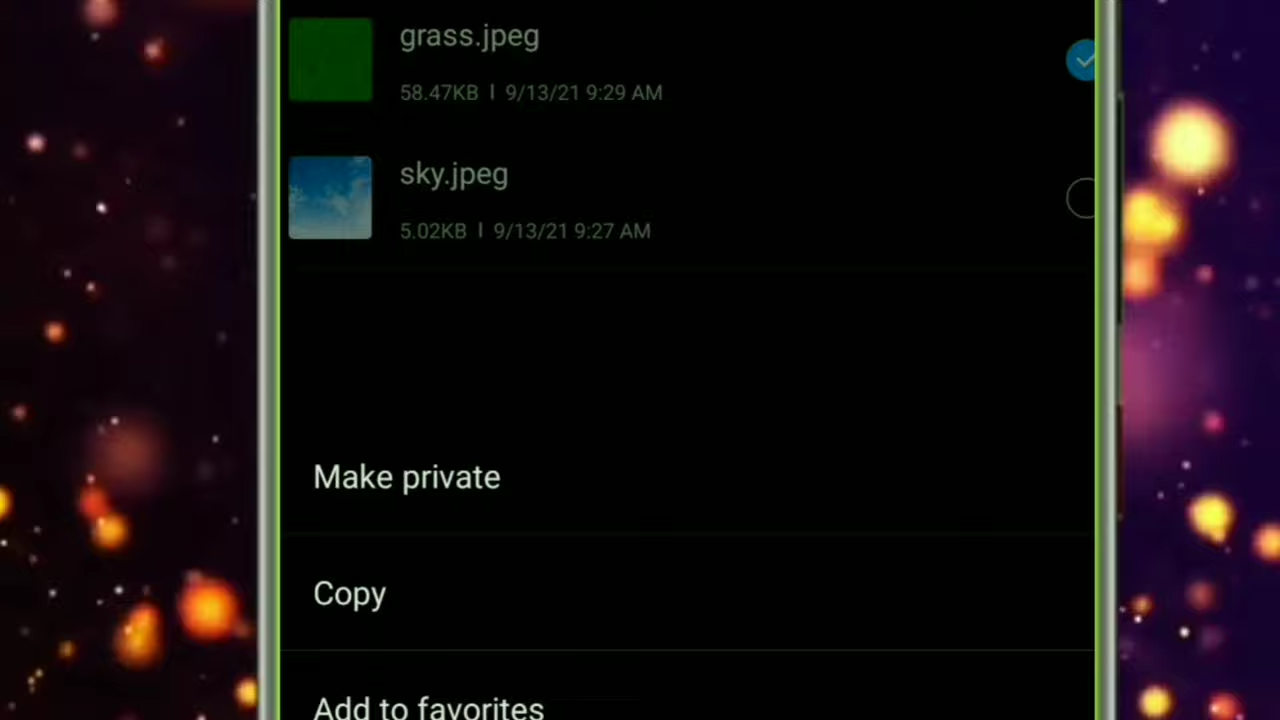 grass.jpeg
58.47KB | 9/13/21 9:29 AM
sky.jpeg
5.02KB | 9/13/21 9:27 AM
Make private
Copy
Add to favorites